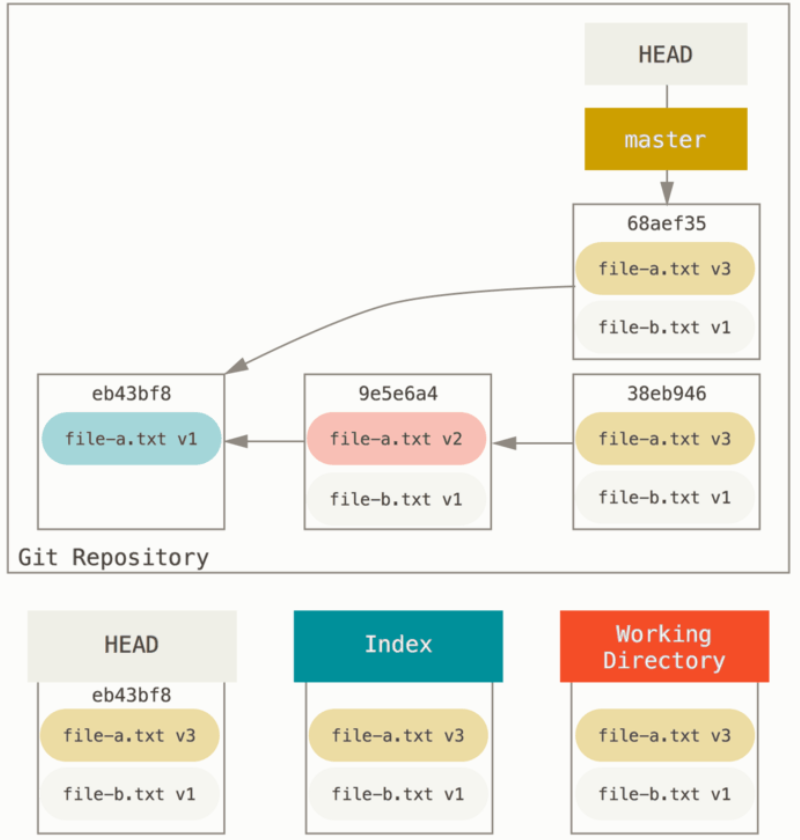 HEAD
master
68aef35
file-a.txt v3
file-b.txt v1
eb43bf8
file-a.txt v1
9e5e6a4
file-a.txt v2
file-b.txt v1
38eb946
file-a.txt v3
file-b.txt v1
Git Repository
HEAD
eb43bf8
file-a.txt v3
file-b.txt v1
Index
file-a.txt v3
file-b.txt v1
Working
Directory
file-a.txt v3
file-b.txt v1